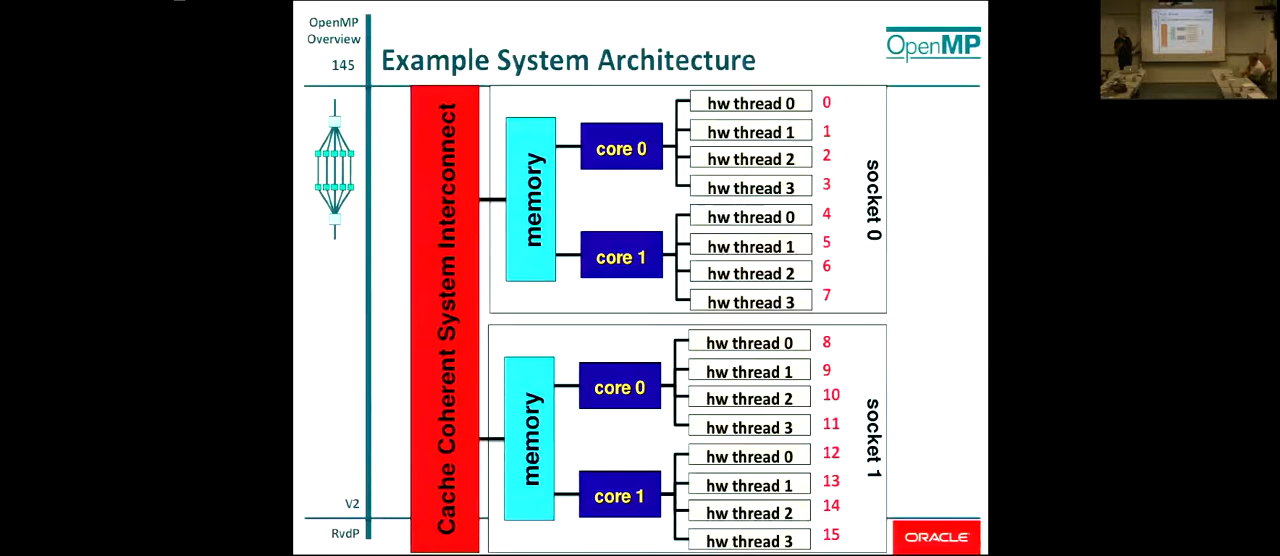 OpenMP
Overview
145
Example System Architecture
OpenMP
Cache Coherent System Interconnect
memory
core 0
hw thread 0 0
hw thread 1 1
hw thread 2 2
hw thread 3 3
core 1
hw thread 0 4
hw thread 1 5
hw thread 2 6
hw thread 3 7
socket 0
memory
core 0
hw thread 0 8
hw thread 1 9
hw thread 2 10
hw thread 3 11
core 1
hw thread 0 12
hw thread 1 13
hw thread 2 14
hw thread 3 15
socket 1
V2
RvdP
ORACLE